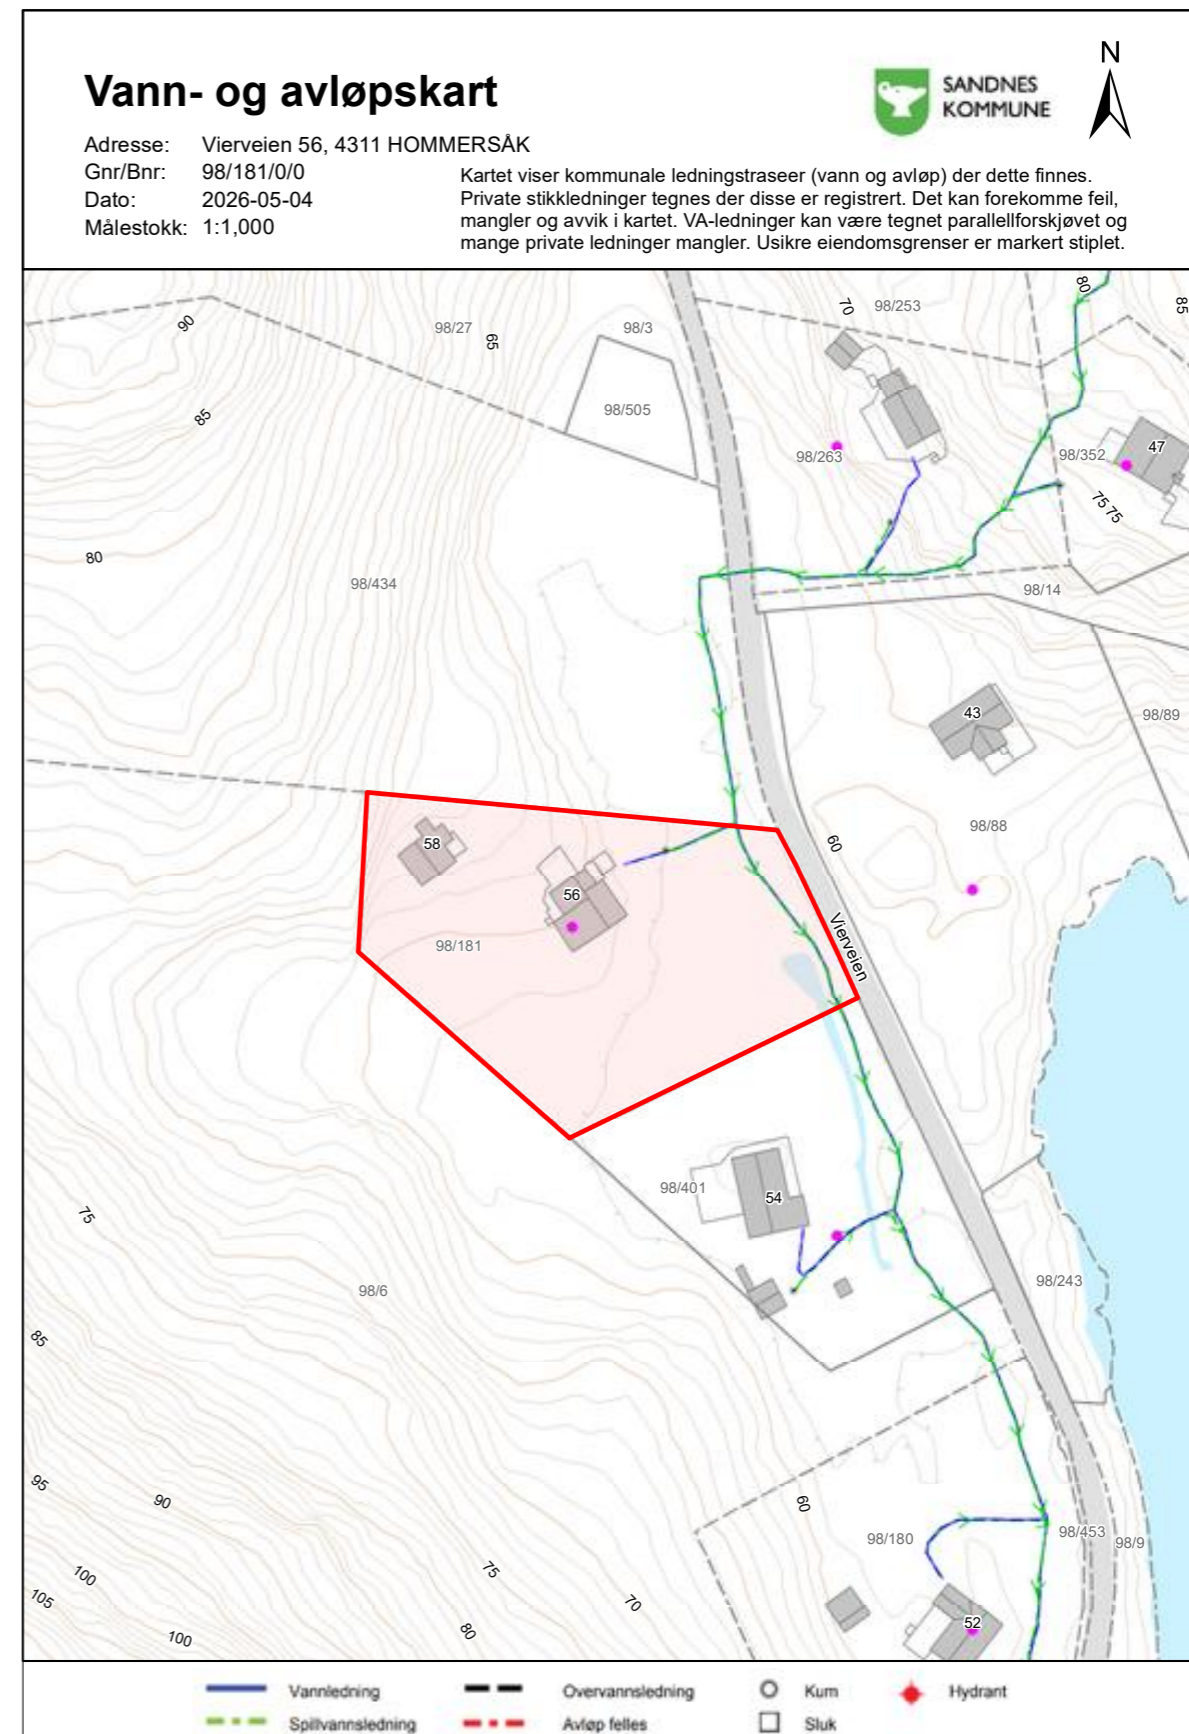 Vann- og avløpskart
SANDNES
KOMMUNE
N
Adresse: Vierveien 56, 4311 HOMMERSÅK
Gnr/Bnr: 98/181/0/0
Dato: 2026-05-04
Målestokk: 1:1,000
Kartet viser kommunale ledningstraseer (vann og avløp) der dette finnes.
Private stikkledninger tegnes der disse er registrert. Det kan forekomme feil,
mangler og avvik i kartet. VA-ledninger kan være tegnet parallellforskjøvet og
mange private ledninger mangler. Usikre eiendomsgrenser er markert stiplet.
80
85
70
98/253
90
98/27
65
98/3
85
98/505
98/263
98/352
47
75
75
80
98/434
98/14
43
98/89
98/88
60
58
56
98/181
Vierveien
98/401
54
75
98/6
98/243
85
95
90
60
98/180
98/453
98/9
100
105
75
70
80
100
52
Vannledning
Overvannsledning
Kum
Hydrant
Spillvannsledning
Avløp felles
Sluk